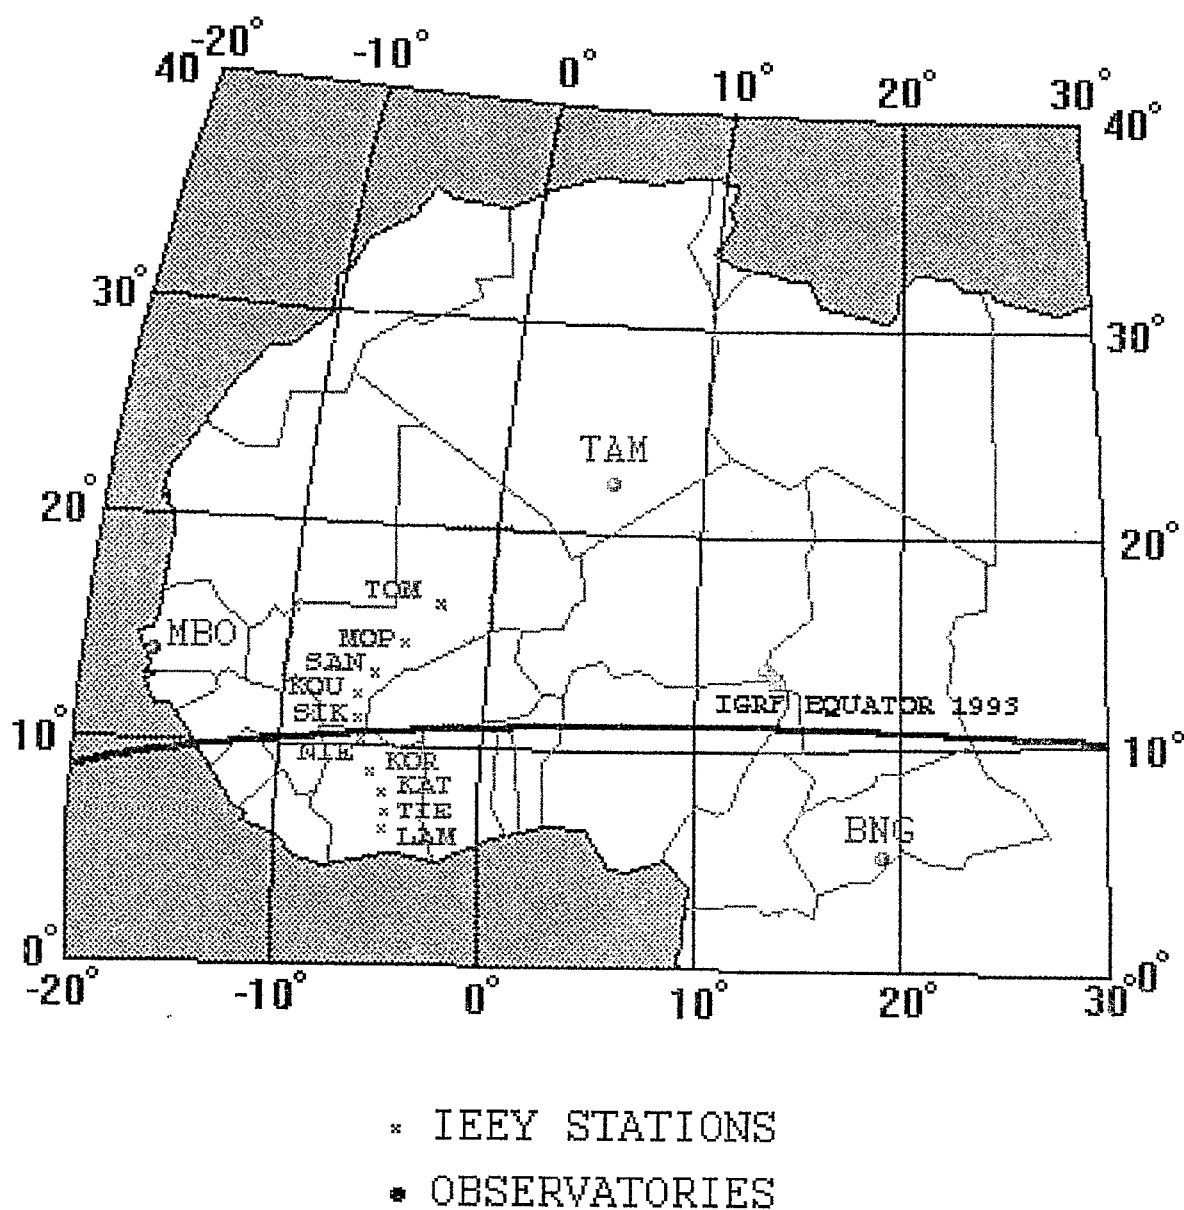 -20° -10° 0° 10° 20° 30°
40 40°
30° 30°
TAM
20° 20°
TOM
MBO
MOP
SAN
KOU
SIK
IGRF EQUATOR 1993
10° 10°
NIE
KOR
KAT
TIE
LAM
BNG
0° 0°
-20° -10° 0° 10° 20° 30°
IEEY STATIONS
OBSERVATORIES